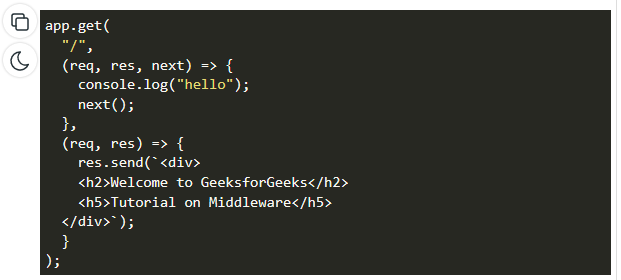 app.get(
  "/",
  (req, res, next) => {
    console.log("hello");
    next();
  },
  (req, res) => {
    res.send(`<div>
    <h2>Welcome to GeeksforGeeks</h2>
    <h5>Tutorial on Middleware</h5>
  </div>`);
  }
);